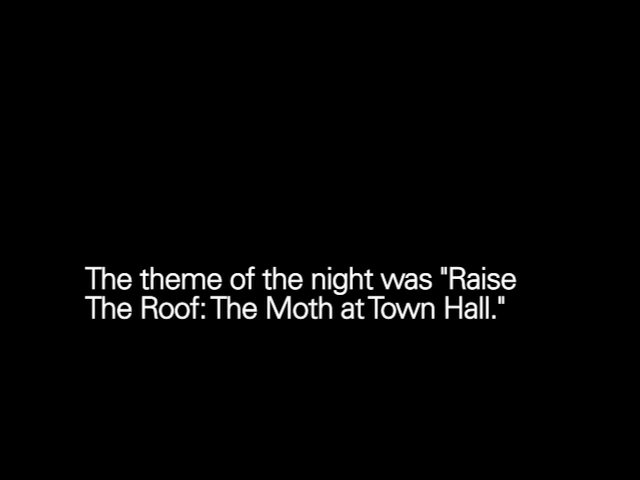 The theme of the night was "Raise
The Roof: The Moth at Town Hall."